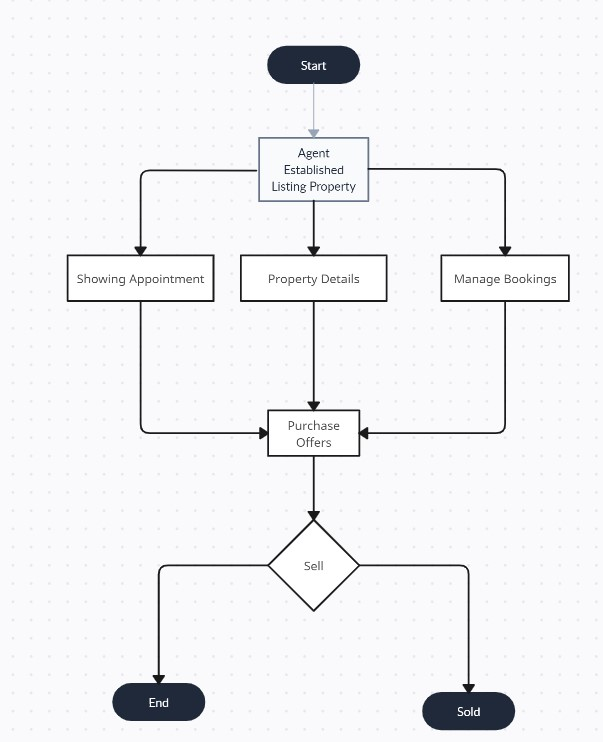 Start
Agent
Established
Listing Property
Showing Appointment
Property Details
Manage Bookings
Purchase
Offers
Sell
End
Sold